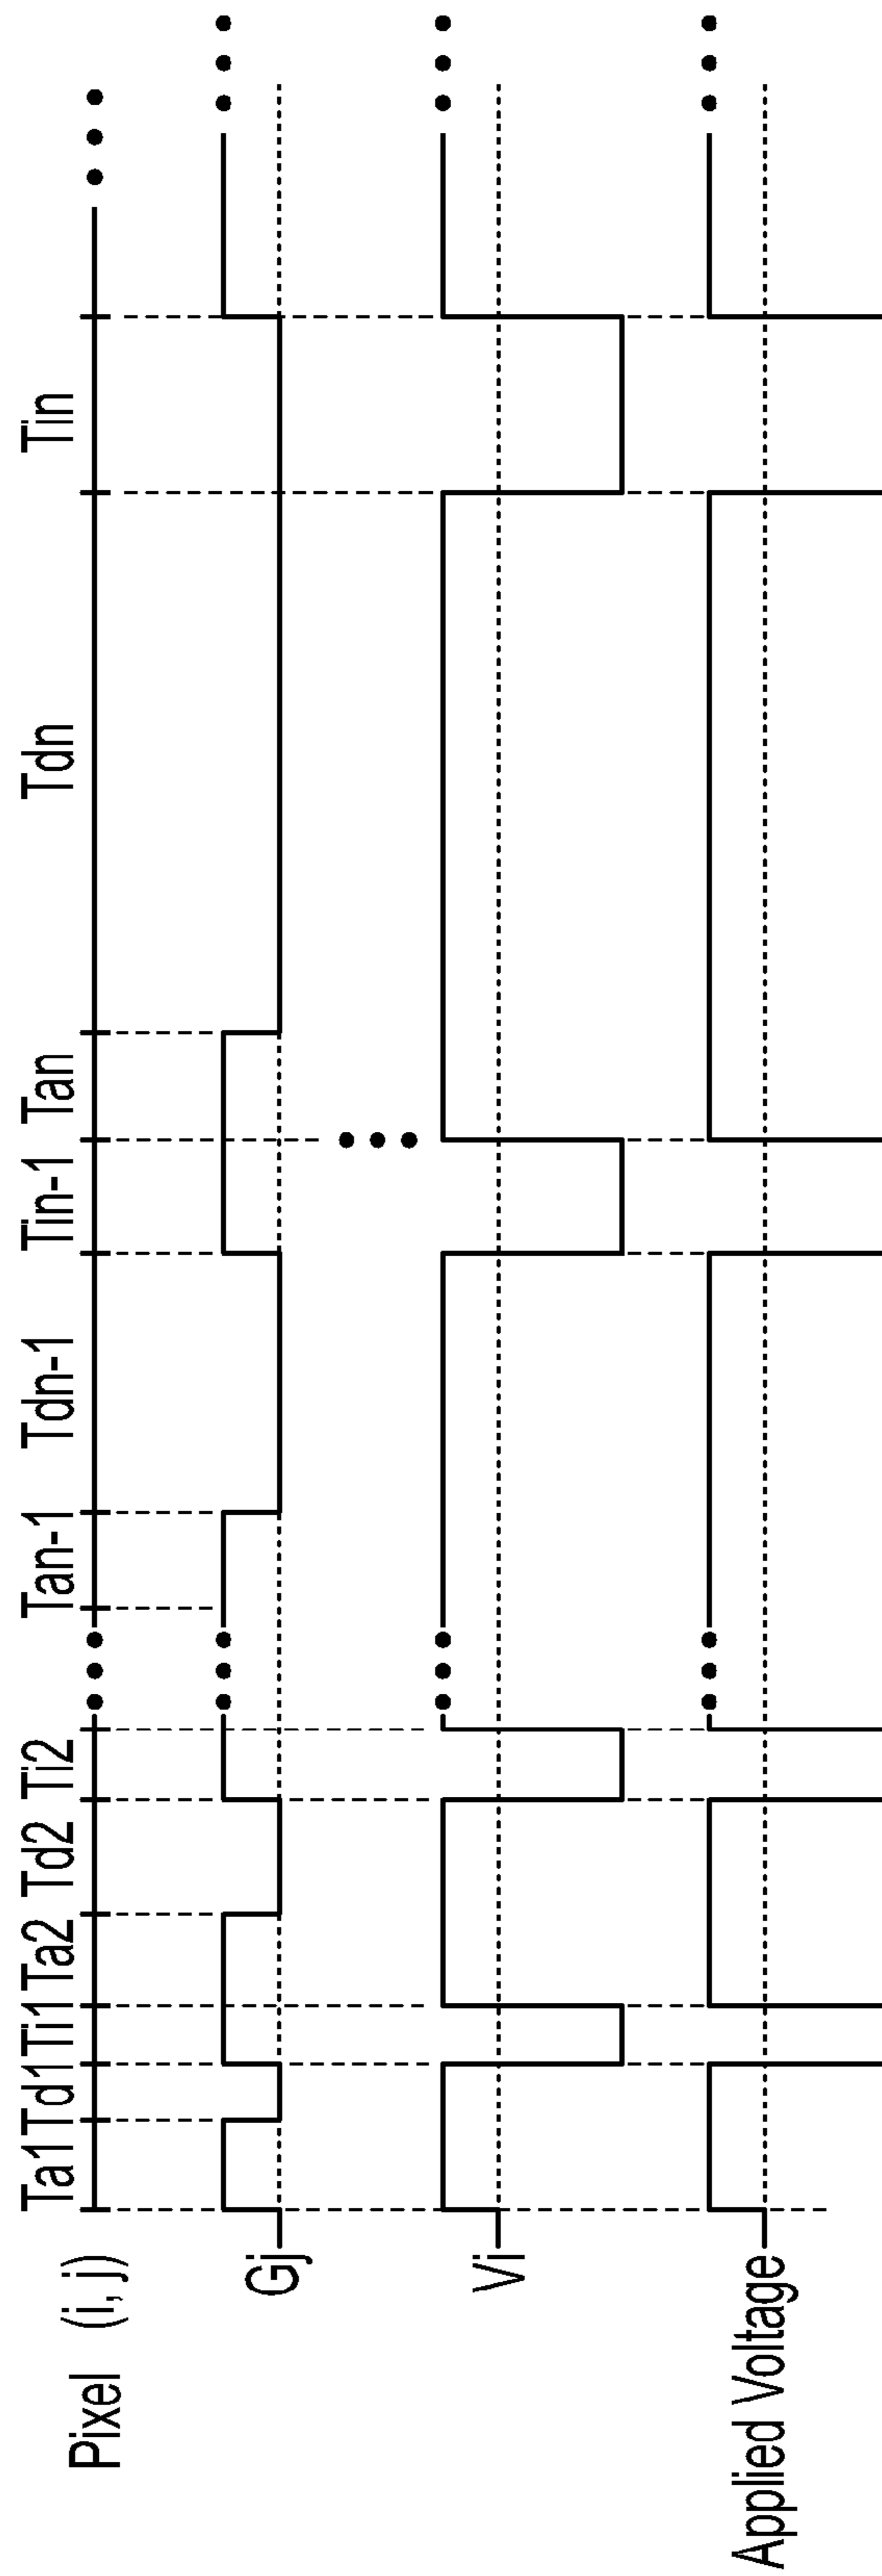 Pixel (i, j)
Ta1 Td1 Ti1 Ta2 Td2 Ti2 Tan-1 Tdn-1 Tin-1 Tan Tdn Tin
Gj
Vi
Applied Voltage